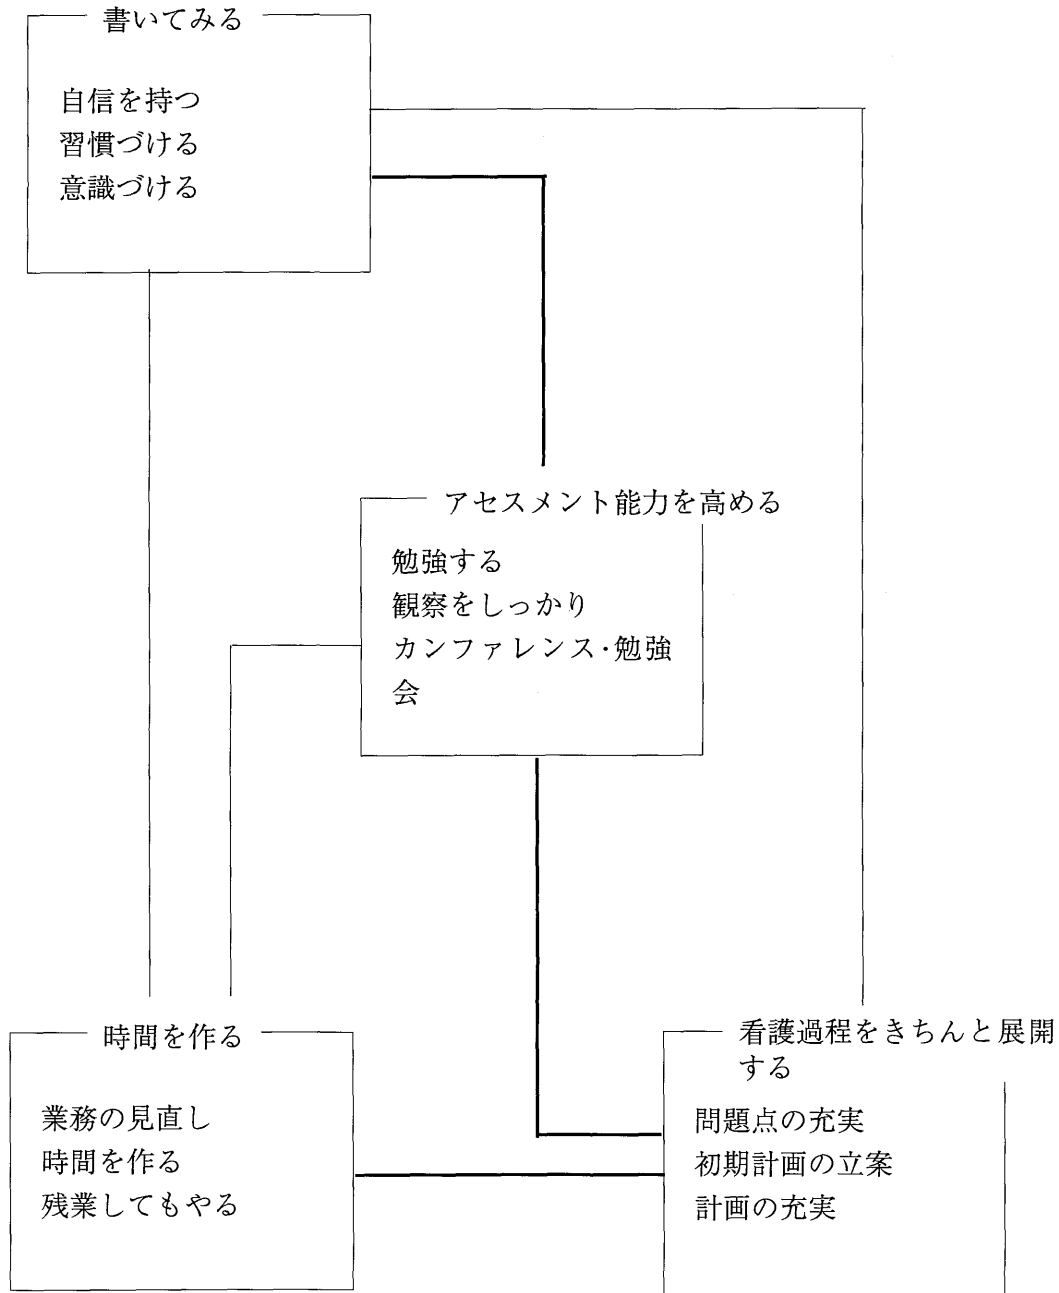 書いてみる
自信を持つ
習慣づける
意識づける
アセスメント能力を高める
勉強する
観察をしっかり
カンファレンス・勉強
会
時間を作る
業務の見直し
時間を作る
残業してもやる
看護過程をきちんと展開
する
問題点の充実
初期計画の立案
計画の充実